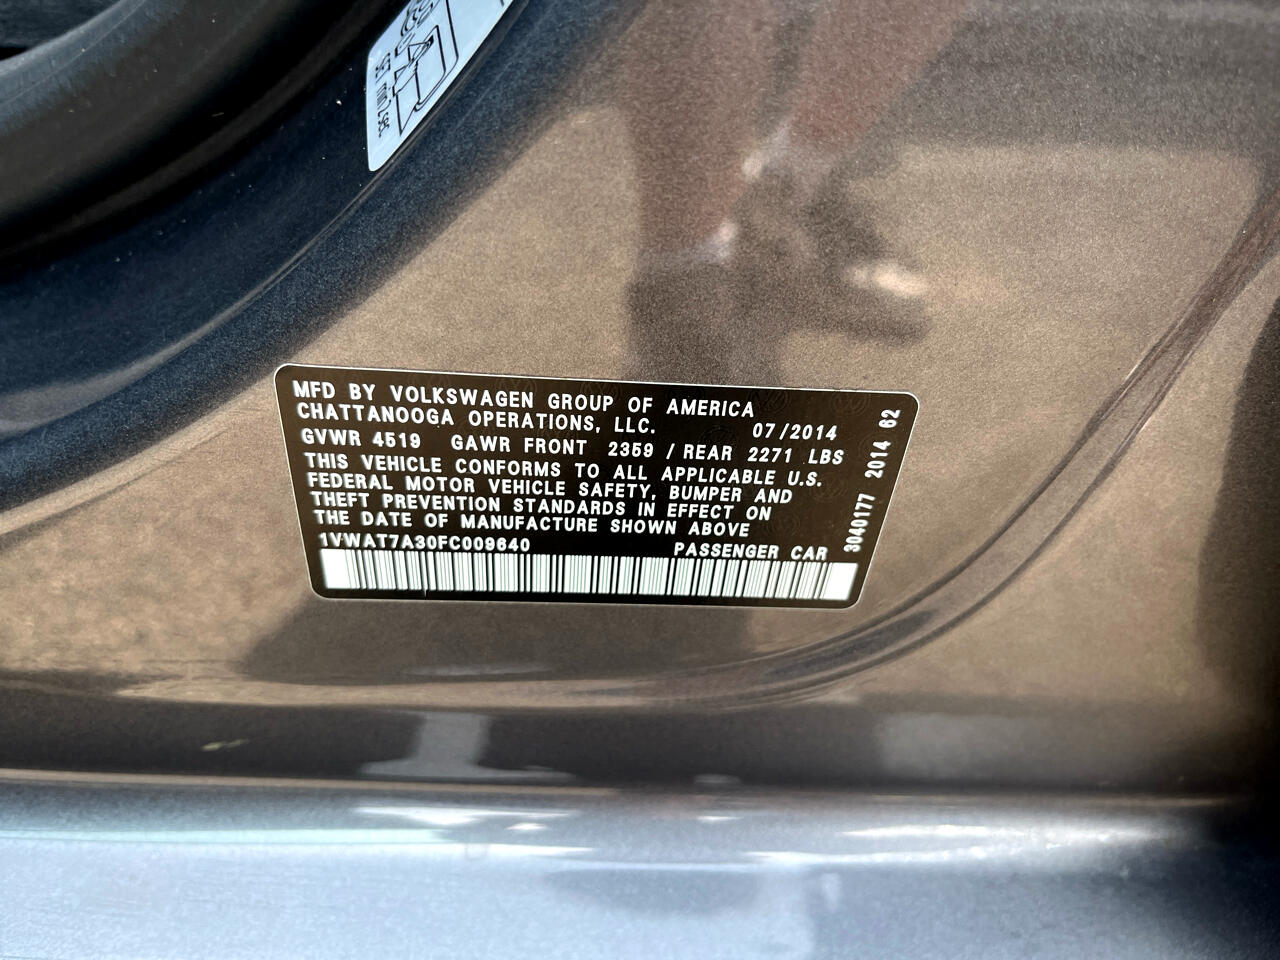 MFD BY VOLKSWAGEN GROUP OF AMERICA
CHATTANOOGA OPERATIONS, LLC. 07/2014
GVWR 4519 GAWR FRONT 2359 / REAR 2271 LBS
THIS VEHICLE CONFORMS TO ALL APPLICABLE U.S.
FEDERAL MOTOR VEHICLE SAFETY, BUMPER AND
THEFT PREVENTION STANDARDS IN EFFECT ON
THE DATE OF MANUFACTURE SHOWN ABOVE
1VWAT7A30FC009640 PASSENGER CAR
3040177 2014 62